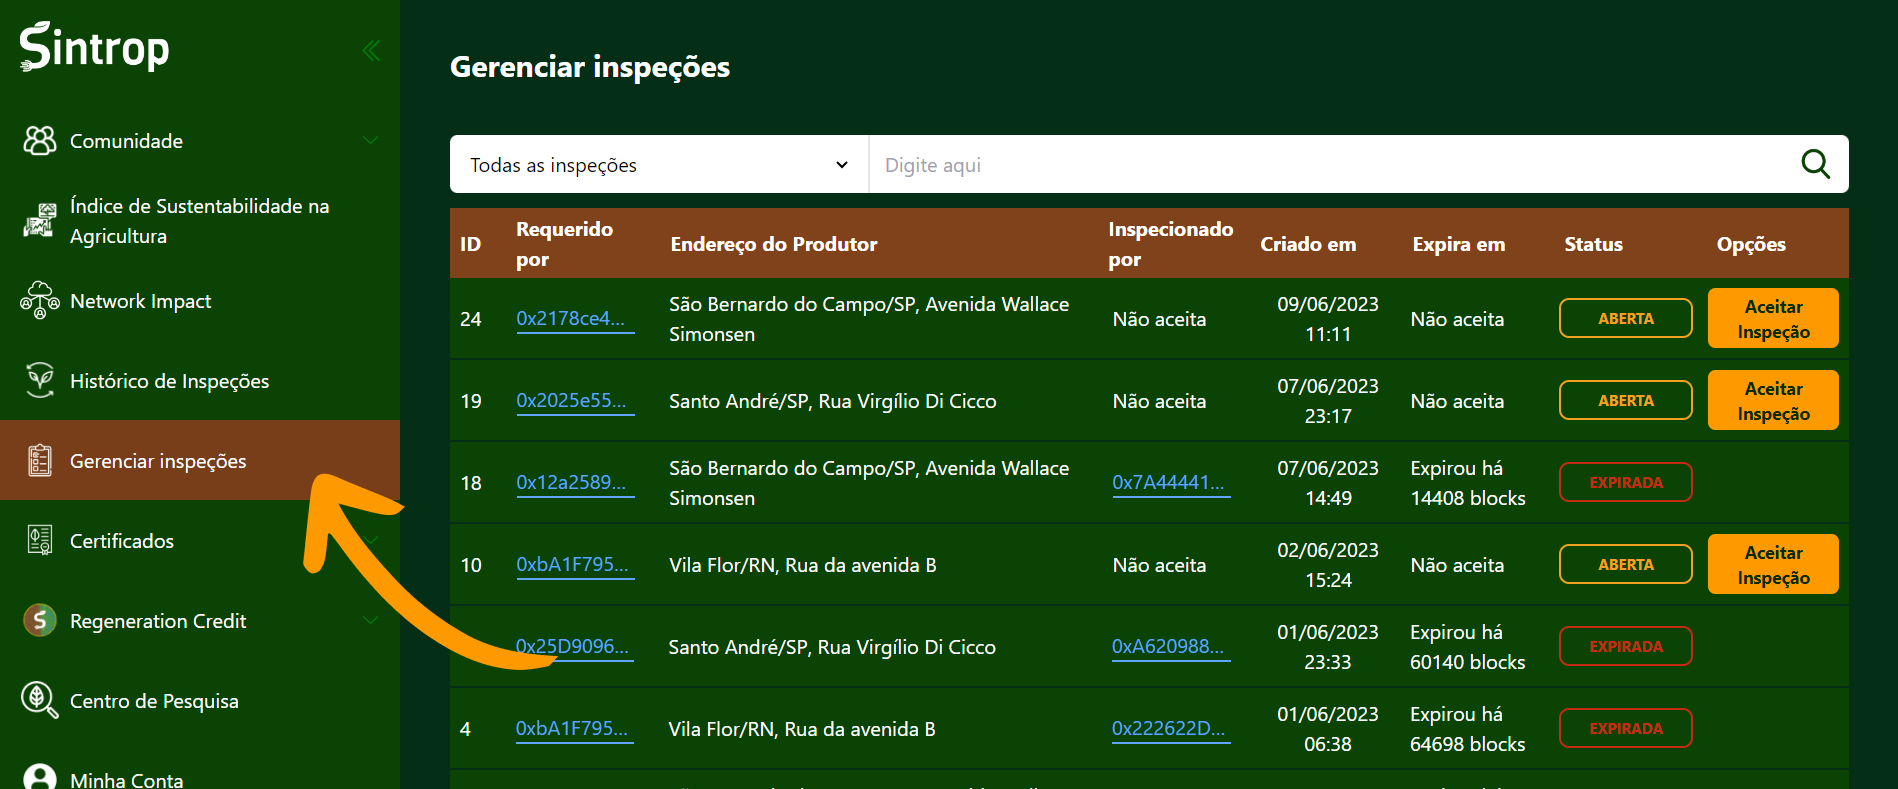 Sintrop
Comunidade
Índice de Sustentabilidade na
Agricultura
Network Impact
Histórico de Inspeções
Gerenciar inspeções
Certificados
Regeneration Credit
Centro de Pesquisa
Minha Conta
Gerenciar inspeções
Todas as inspeções
Digite aqui
ID
Requerido
por
Endereço do Produtor
Inspecionado
por
Criado em
Expira em
Status
Opções
24
0x2178ce4...
São Bernardo do Campo/SP, Avenida Wallace
Simonsen
Não aceita
09/06/2023
11:11
Não aceita
ABERTA
Aceitar
Inspeção
19
0x2025e55...
Santo André/SP, Rua Virgílio Di Cicco
Não aceita
07/06/2023
23:17
Não aceita
ABERTA
Aceitar
Inspeção
18
0x12a2589...
São Bernardo do Campo/SP, Avenida Wallace
Simonsen
0x7A44441...
07/06/2023
14:49
Expirou há
14408 blocks
EXPIRADA
10
0xbA1F795...
Vila Flor/RN, Rua da avenida B
Não aceita
02/06/2023
15:24
Não aceita
ABERTA
Aceitar
Inspeção
0x25D9096...
Santo André/SP, Rua Virgílio Di Cicco
0xA620988...
01/06/2023
23:33
Expirou há
60140 blocks
EXPIRADA
4
0xbA1F795...
Vila Flor/RN, Rua da avenida B
0x222622D...
01/06/2023
06:38
Expirou há
64698 blocks
EXPIRADA